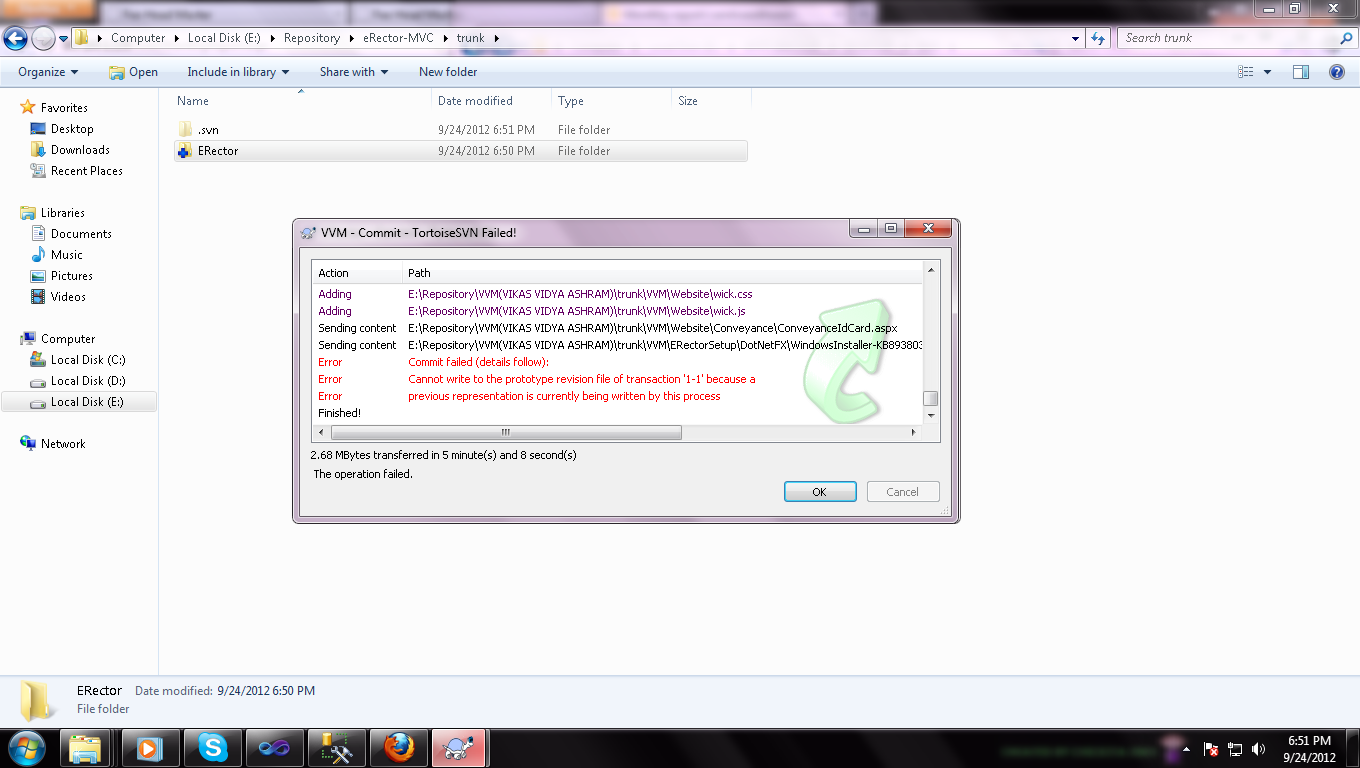 Computer Local Disk (E:) Repository eRector-MVC trunk
Search trunk
Organize Open Include in library Share with New folder
Name Date modified Type Size
.svn 9/24/2012 6:51 PM File folder
ERector 9/24/2012 6:50 PM File folder
Favorites
Desktop
Downloads
Recent Places
Libraries
Documents
Music
Pictures
Videos
Computer
Local Disk (C:)
Local Disk (D:)
Local Disk (E:)
Network
VVM - Commit - TortoiseSVN Failed!
Action Path
Adding E:\Repository\VVM(VIKAS VIDYA ASHRAM)\trunk\VVM\Website\wick.css
Adding E:\Repository\VVM(VIKAS VIDYA ASHRAM)\trunk\VVM\Website\wick.js
Sending content E:\Repository\VVM(VIKAS VIDYA ASHRAM)\trunk\VVM\Website\Conveyance\ConveyanceIdCard.aspx
Sending content E:\Repository\VVM(VIKAS VIDYA ASHRAM)\trunk\VVM\ERectorSetup\DotNetFX\WindowsInstaller-KB893803
Error Commit failed (details follow):
Error Cannot write to the prototype revision file of transaction '1-1' because a
Error previous representation is currently being written by this process
Finished!
2.68 MBytes transferred in 5 minute(s) and 8 second(s)
The operation failed.
OK Cancel
ERector Date modified: 9/24/2012 6:50 PM
File folder
6:51 PM
9/24/2012